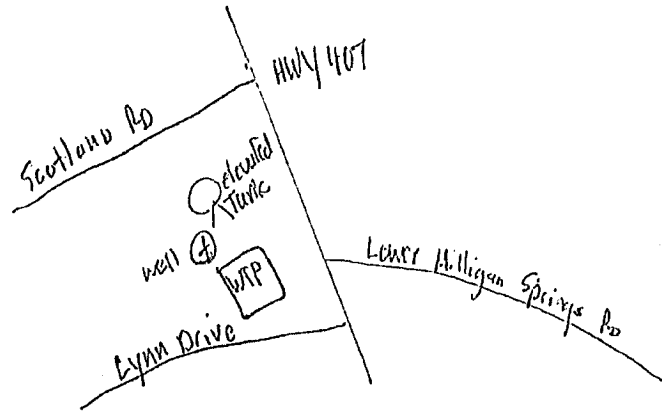 HWY 407
Scotland RD
elevated
Tank
well
WTP
Lower Milligan Springs RD
Lynn Drive